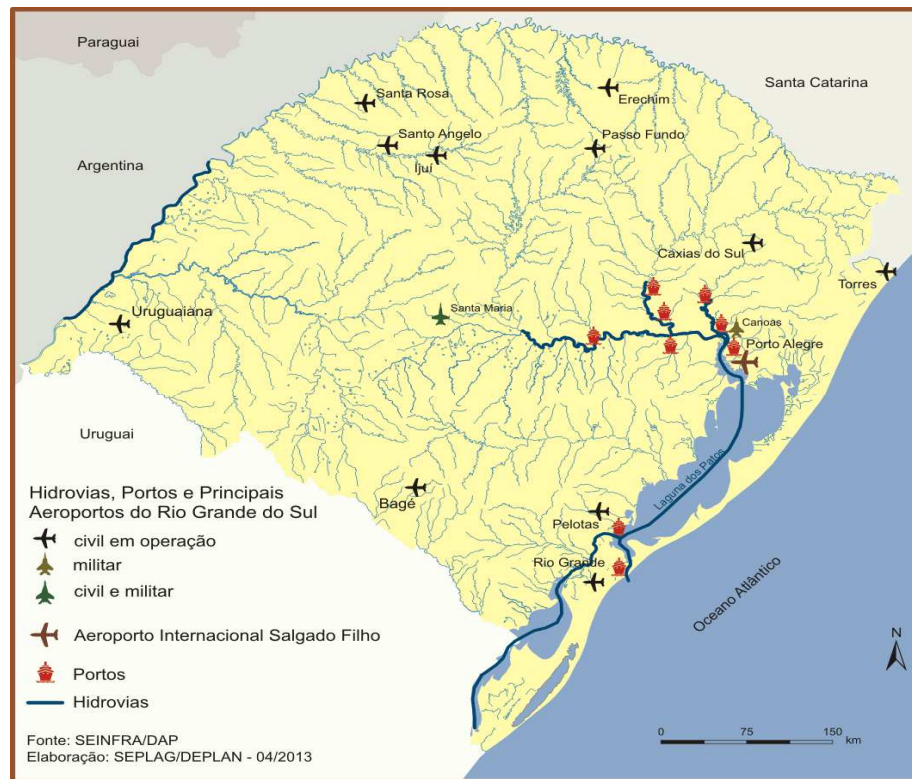 Paraguai
Santa Catarina
Santa Rosa
Erechim
Santo Angelo
Passo Fundo
Ijuí
Argentina
Caxias do Sul
Torres
Santa Maria
Uruguaiana
Canoas
Porto Alegre
Uruguai
Laguna dos Patos
Bagé
Pelotas
Rio Grande
Oceano Atlântico
Hidrovias, Portos e Principais
Aeroportos do Rio Grande do Sul
civil em operação
militar
civil e militar
Aeroporto Internacional Salgado Filho
Portos
Hidrovias
N
0 75 150
km
Fonte: SEINFRA/DAP
Elaboração: SEPLAG/DEPLAN - 04/2013